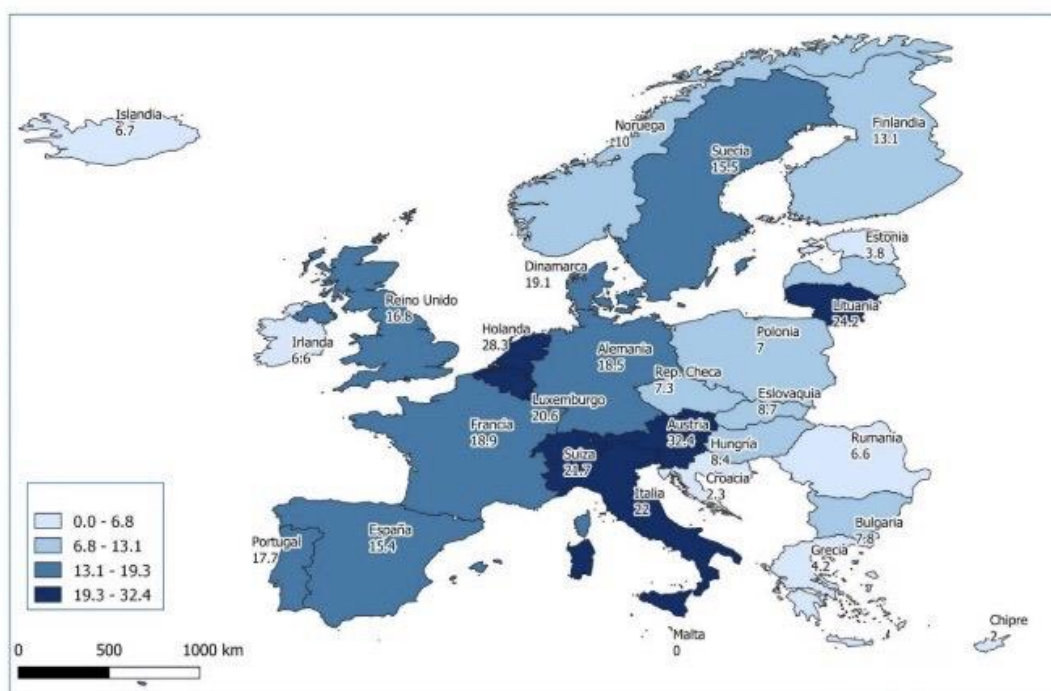 Islandia
6.7
Noruega
10
Suecia
15.5
Finlandia
13.1
Estonia
3.8
Dinamarca
19.1
Lituania
24.2
Reino Unido
16.8
Irlanda
6.6
Holanda
28.3
Alemania
18.5
Polonia
7
Rep. Checa
7.3
Eslovaquia
8.7
Luxemburgo
20.6
Francia
18.9
Austria
32.4
Hungría
8.4
Rumania
6.6
Suiza
21.7
Croacia
2.3
Italia
22
Bulgaria
7.8
Portugal
17.7
España
15.4
Grecia
4.2
Chipre
2
Malta
0
0.0 - 6.8
6.8 - 13.1
13.1 - 19.3
19.3 - 32.4
0 500 1000 km